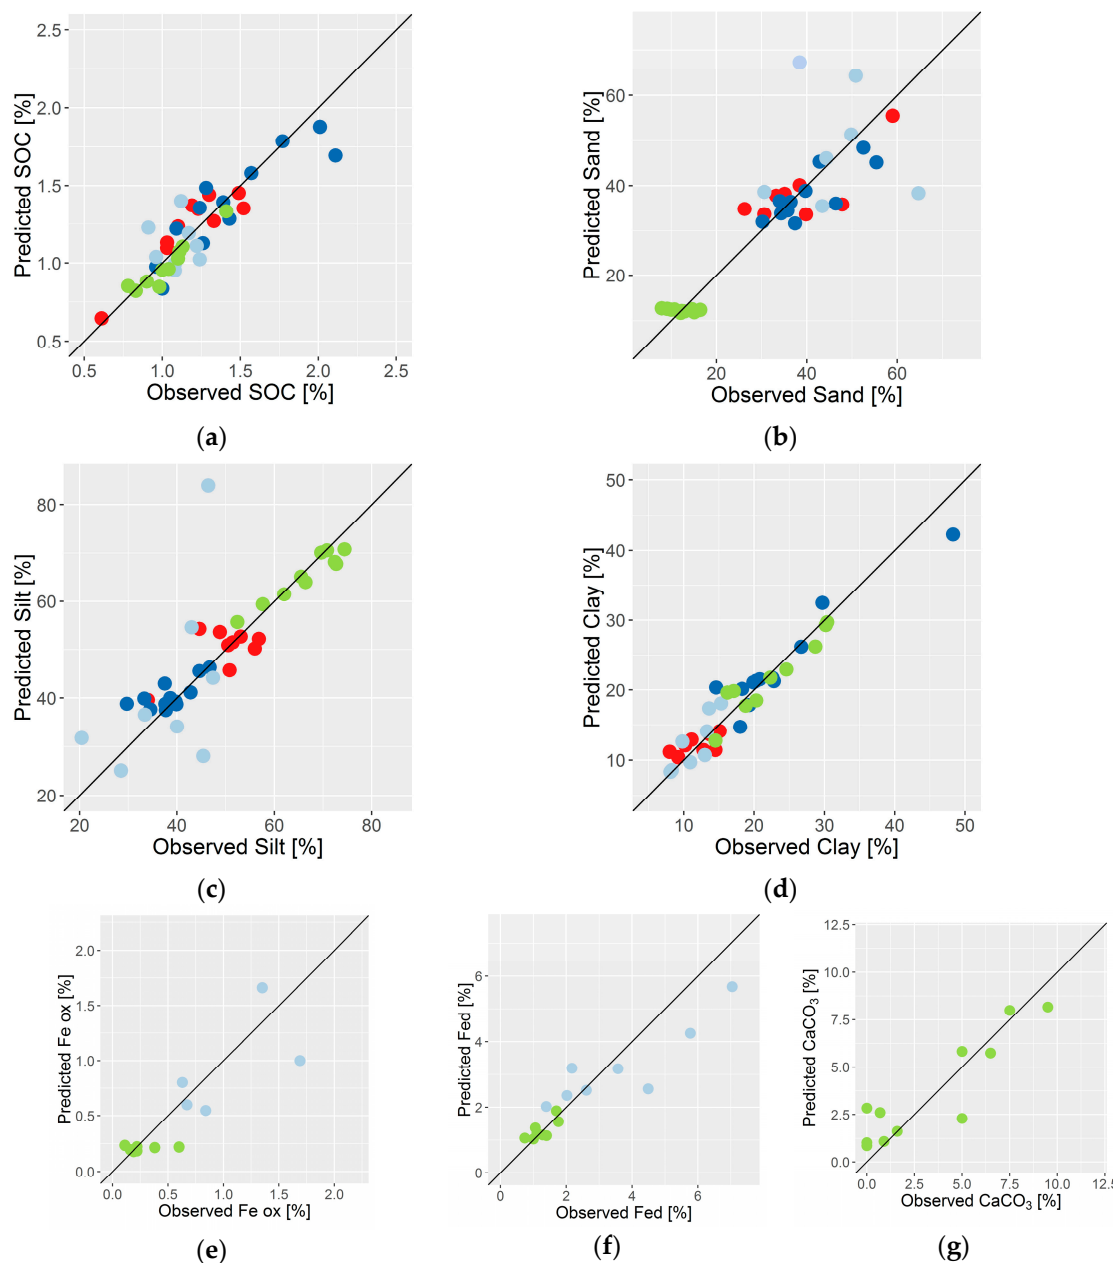 Predicted SOC [%]
2.5
2.0
1.5
1.0
0.5
0.5 1.0 1.5 2.0 2.5
Observed SOC [%]
(a)
Predicted Sand [%]
60
40
20
20 40 60
Observed Sand [%]
(b)
Predicted Silt [%]
80
60
40
20
20 40 60 80
Observed Silt [%]
(c)
Predicted Clay [%]
50
40
30
20
10
10 20 30 40 50
Observed Clay [%]
(d)
Predicted Fe ox [%]
2.0
1.5
1.0
0.5
0.0
0.0 0.5 1.0 1.5 2.0
Observed Fe ox [%]
(e)
Predicted Fed [%]
6
4
2
0
0 2 4 6
Observed Fed [%]
(f)
Predicted CaCO₃ [%]
12.5
10.0
7.5
5.0
2.5
0.0
0.0 2.5 5.0 7.5 10.0 12.5
Observed CaCO₃ [%]
(g)